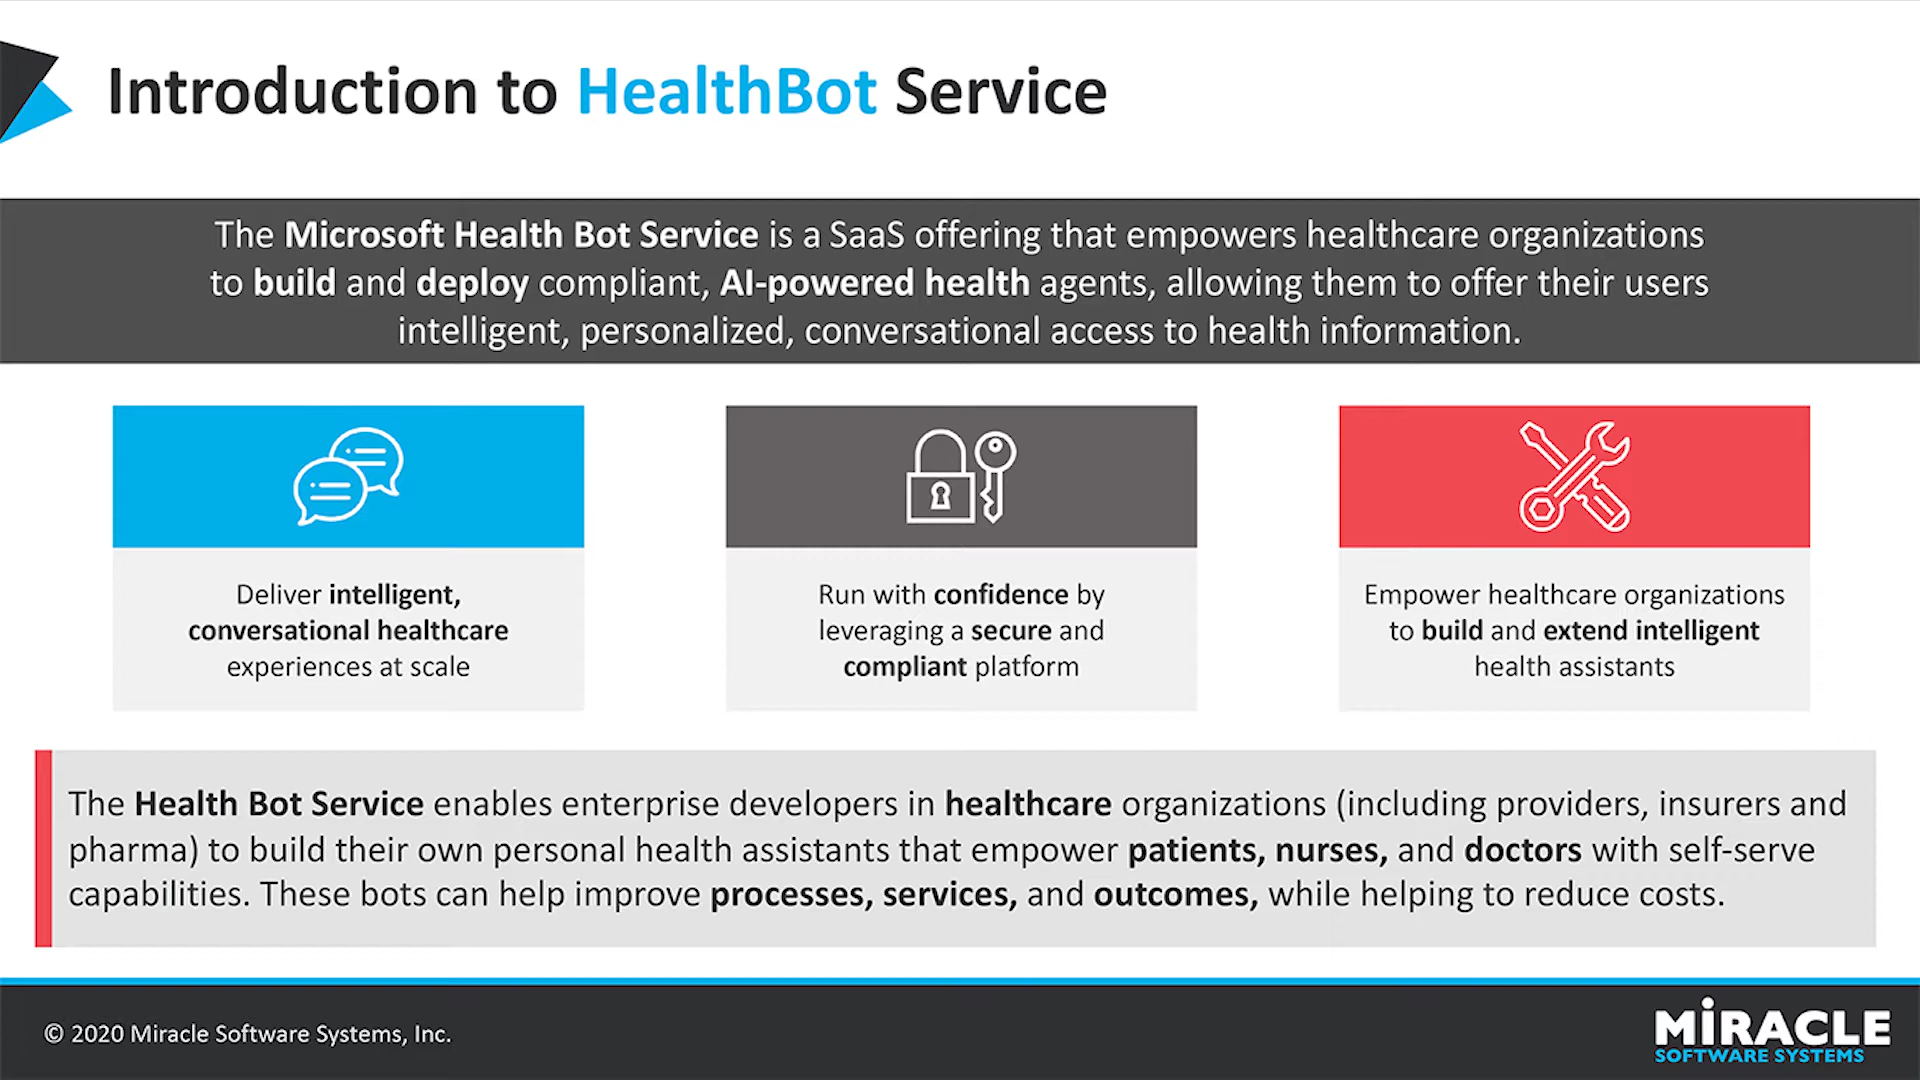 Introduction to HealthBot Service
The Microsoft Health Bot Service is a SaaS offering that empowers healthcare organizations
to build and deploy compliant, AI-powered health agents, allowing them to offer their users
intelligent, personalized, conversational access to health information.
Deliver intelligent,
conversational healthcare
experiences at scale
Run with confidence by
leveraging a secure and
compliant platform
Empower healthcare organizations
to build and extend intelligent
health assistants
The Health Bot Service enables enterprise developers in healthcare organizations (including providers, insurers and
pharma) to build their own personal health assistants that empower patients, nurses, and doctors with self-serve
capabilities. These bots can help improve processes, services, and outcomes, while helping to reduce costs.
© 2020 Miracle Software Systems, Inc.
MiRACLE
SOFTWARE SYSTEMS